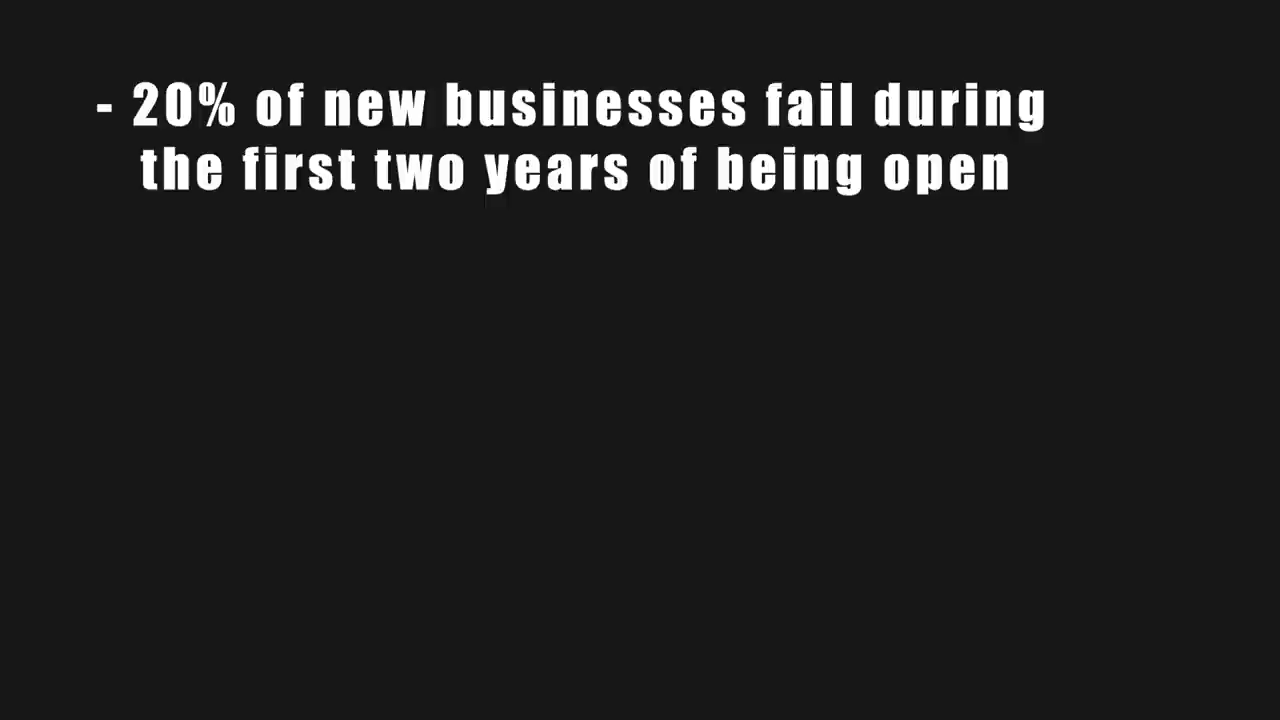 - 20% of new businesses fail during
the first two years of being open